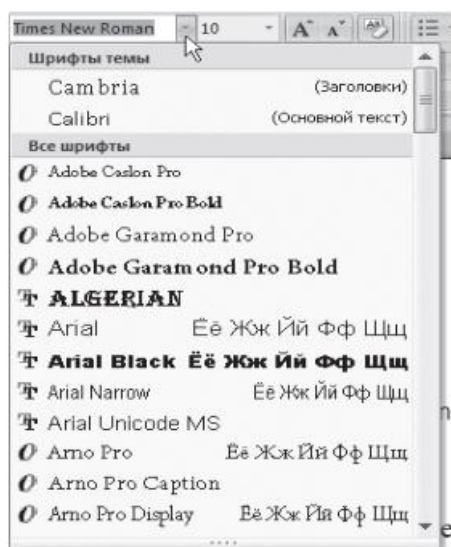 Times New Roman 10
Шрифты темы
Cambria (Заголовки)
Calibri (Основной текст)
Все шрифты
Adobe Caslon Pro
Adobe Caslon Pro Bold
Adobe Garamond Pro
Adobe Garamond Pro Bold
ALGERIAN
Arial Ёё Жж Йй Фф Щщ
Arial Black Ёё Жж Йй Фф Щщ
Arial Narrow Ёё Жж Йй Фф Щщ
Arial Unicode MS
Arno Pro Ёё Жж Йй Фф Щщ
Arno Pro Caption
Arno Pro Display Ёё Жж Йй Фф Щщ